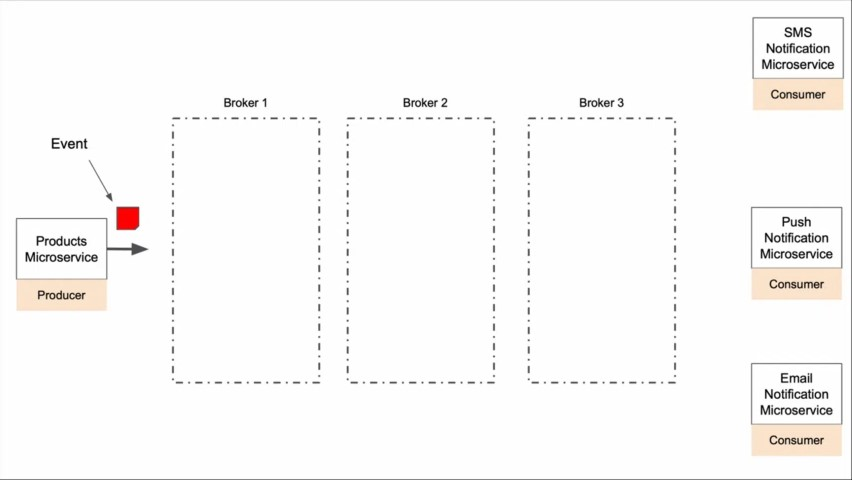 SMS
Notification
Microservice
Consumer
Broker 1
Broker 2
Broker 3
Event
Products
Microservice
Producer
Push
Notification
Microservice
Consumer
Email
Notification
Microservice
Consumer